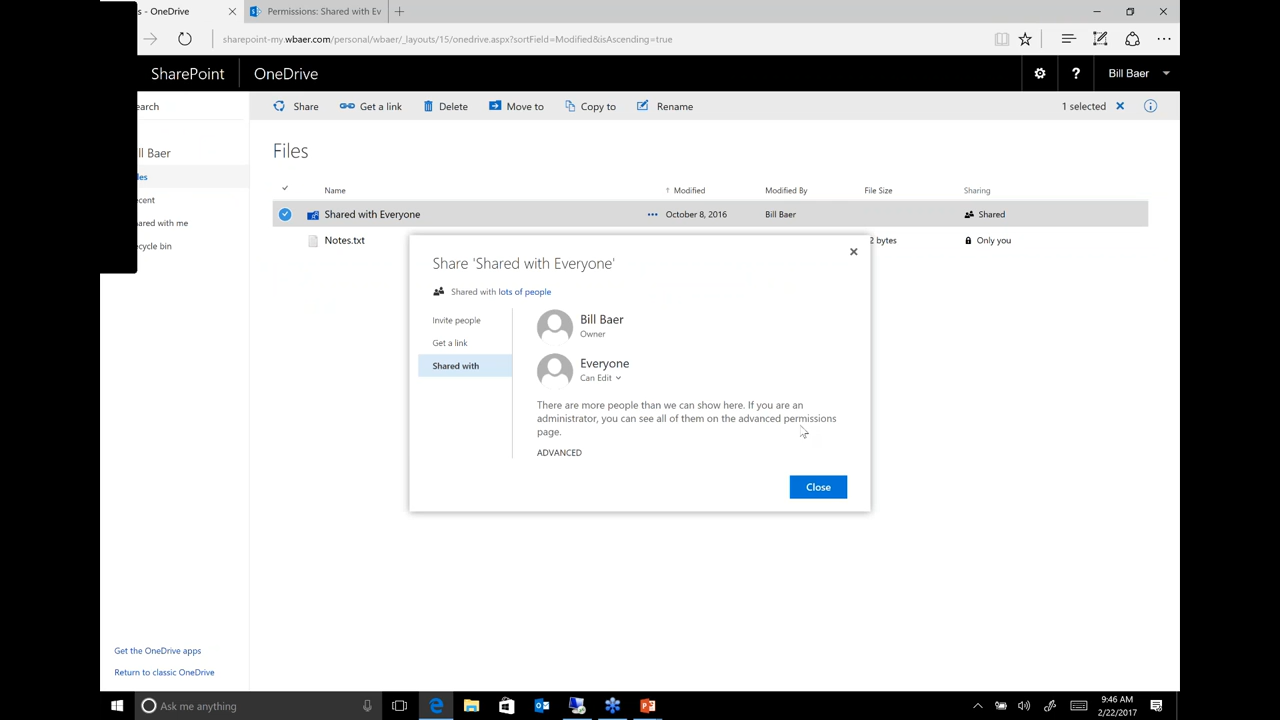 s - OneDrive
Permissions: Shared with Ev
sharepoint-my.wbaer.com/personal/wbaer/_layouts/15/onedrive.aspx?sortField=Modified&isAscending=true
SharePoint OneDrive ? Bill Baer
earch Share Get a link Delete Move to Copy to Rename 1 selected
Files
ill Baer
les
ecent
ared with me
ecycle bin
Name Modified Modified By File Size Sharing
Shared with Everyone October 8, 2016 Bill Baer Shared
Notes.txt 2 bytes Only you
Share 'Shared with Everyone'
Shared with lots of people
Invite people
Get a link
Shared with
Bill Baer
Owner
Everyone
Can Edit
There are more people than we can show here. If you are an
administrator, you can see all of them on the advanced permissions
page.
ADVANCED
Close
Get the OneDrive apps
Return to classic OneDrive
Ask me anything
9:46 AM
2/22/2017